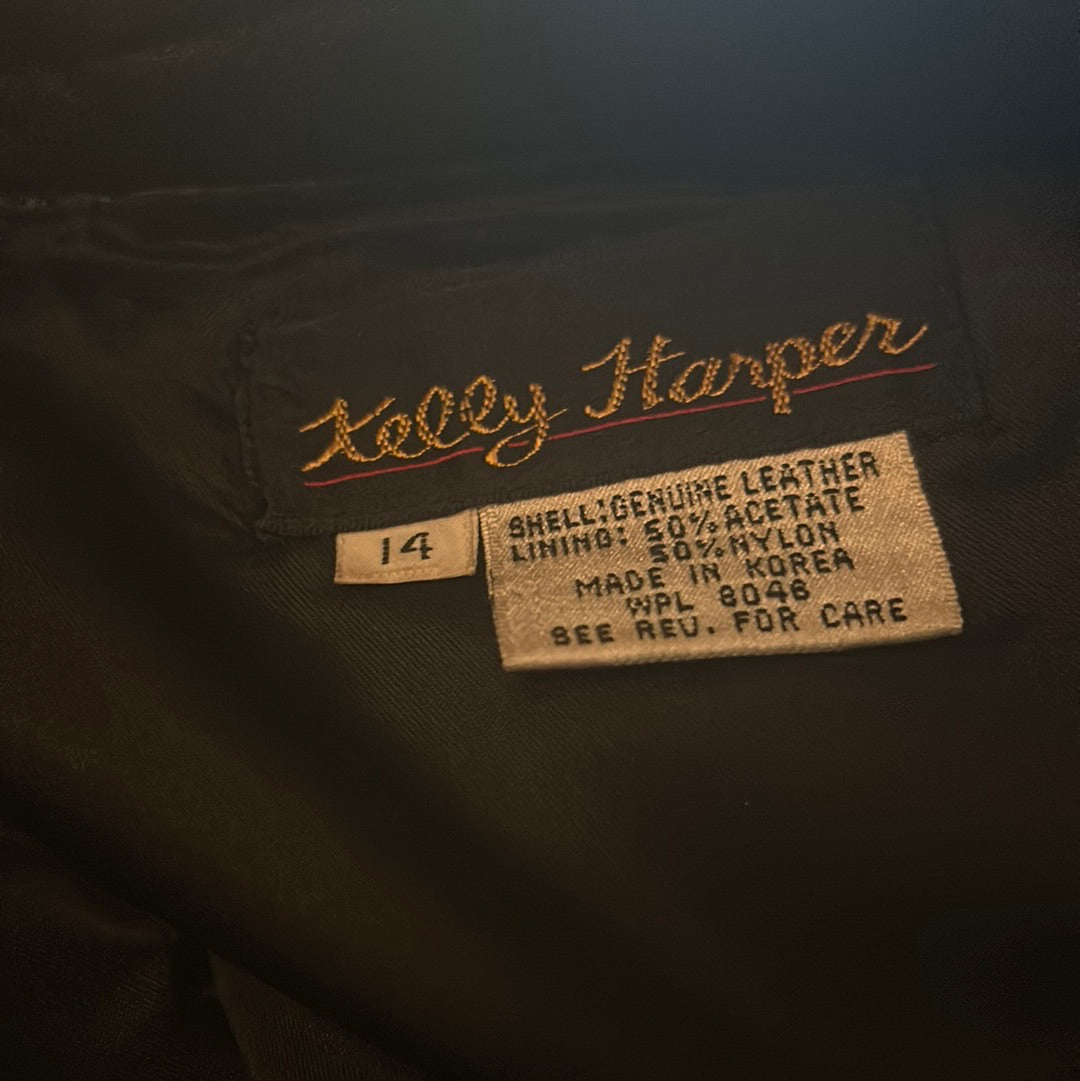 Kelly Harper
14
SHELL:GENUINE LEATHER
LINING: 50% ACETATE
50% NYLON
MADE IN KOREA
WPL 8046
SEE REV. FOR CARE